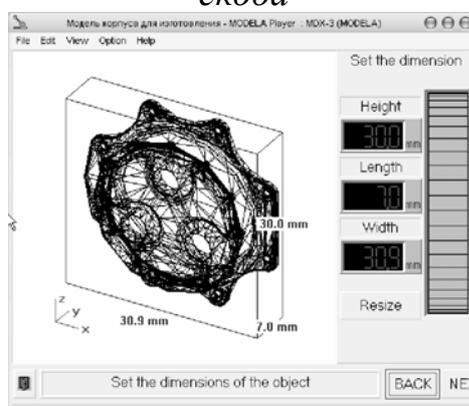 скобы
Модель корпуса для изготовления - MODELA Player : MDX-3 (MODELA)
File Edit View Option Help
Set the dimension
Height
30.0 mm
Length
7.0 mm
Width
30.9 mm
Resize
30.0 mm
30.9 mm
7.0 mm
z
y
x
Set the dimensions of the object
BACK
NE